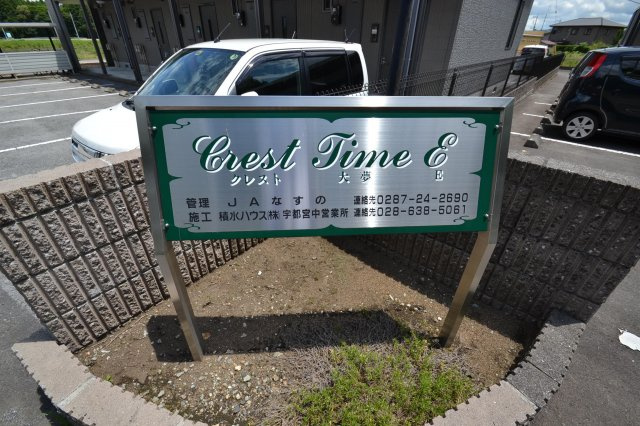 Crest Time E
クレスト 大夢 E
管理 JAなすの 連絡先0287-24-2690
施工 積水ハウス㈱宇都宮中営業所 連絡先028-638-5061